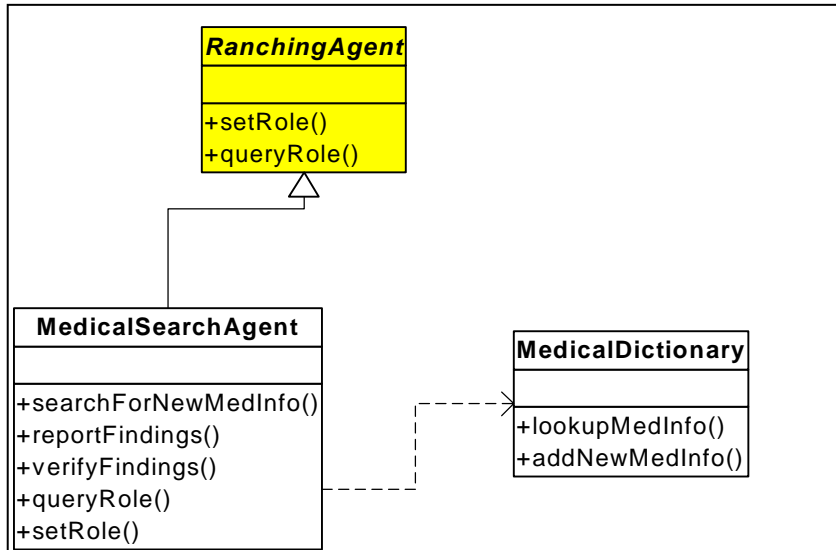 RanchingAgent
+setRole()
+queryRole()
MedicalSearchAgent
+searchForNewMedInfo()
+reportFindings()
+verifyFindings()
+queryRole()
+setRole()
MedicalDictionary
+lookupMedInfo()
+addNewMedInfo()